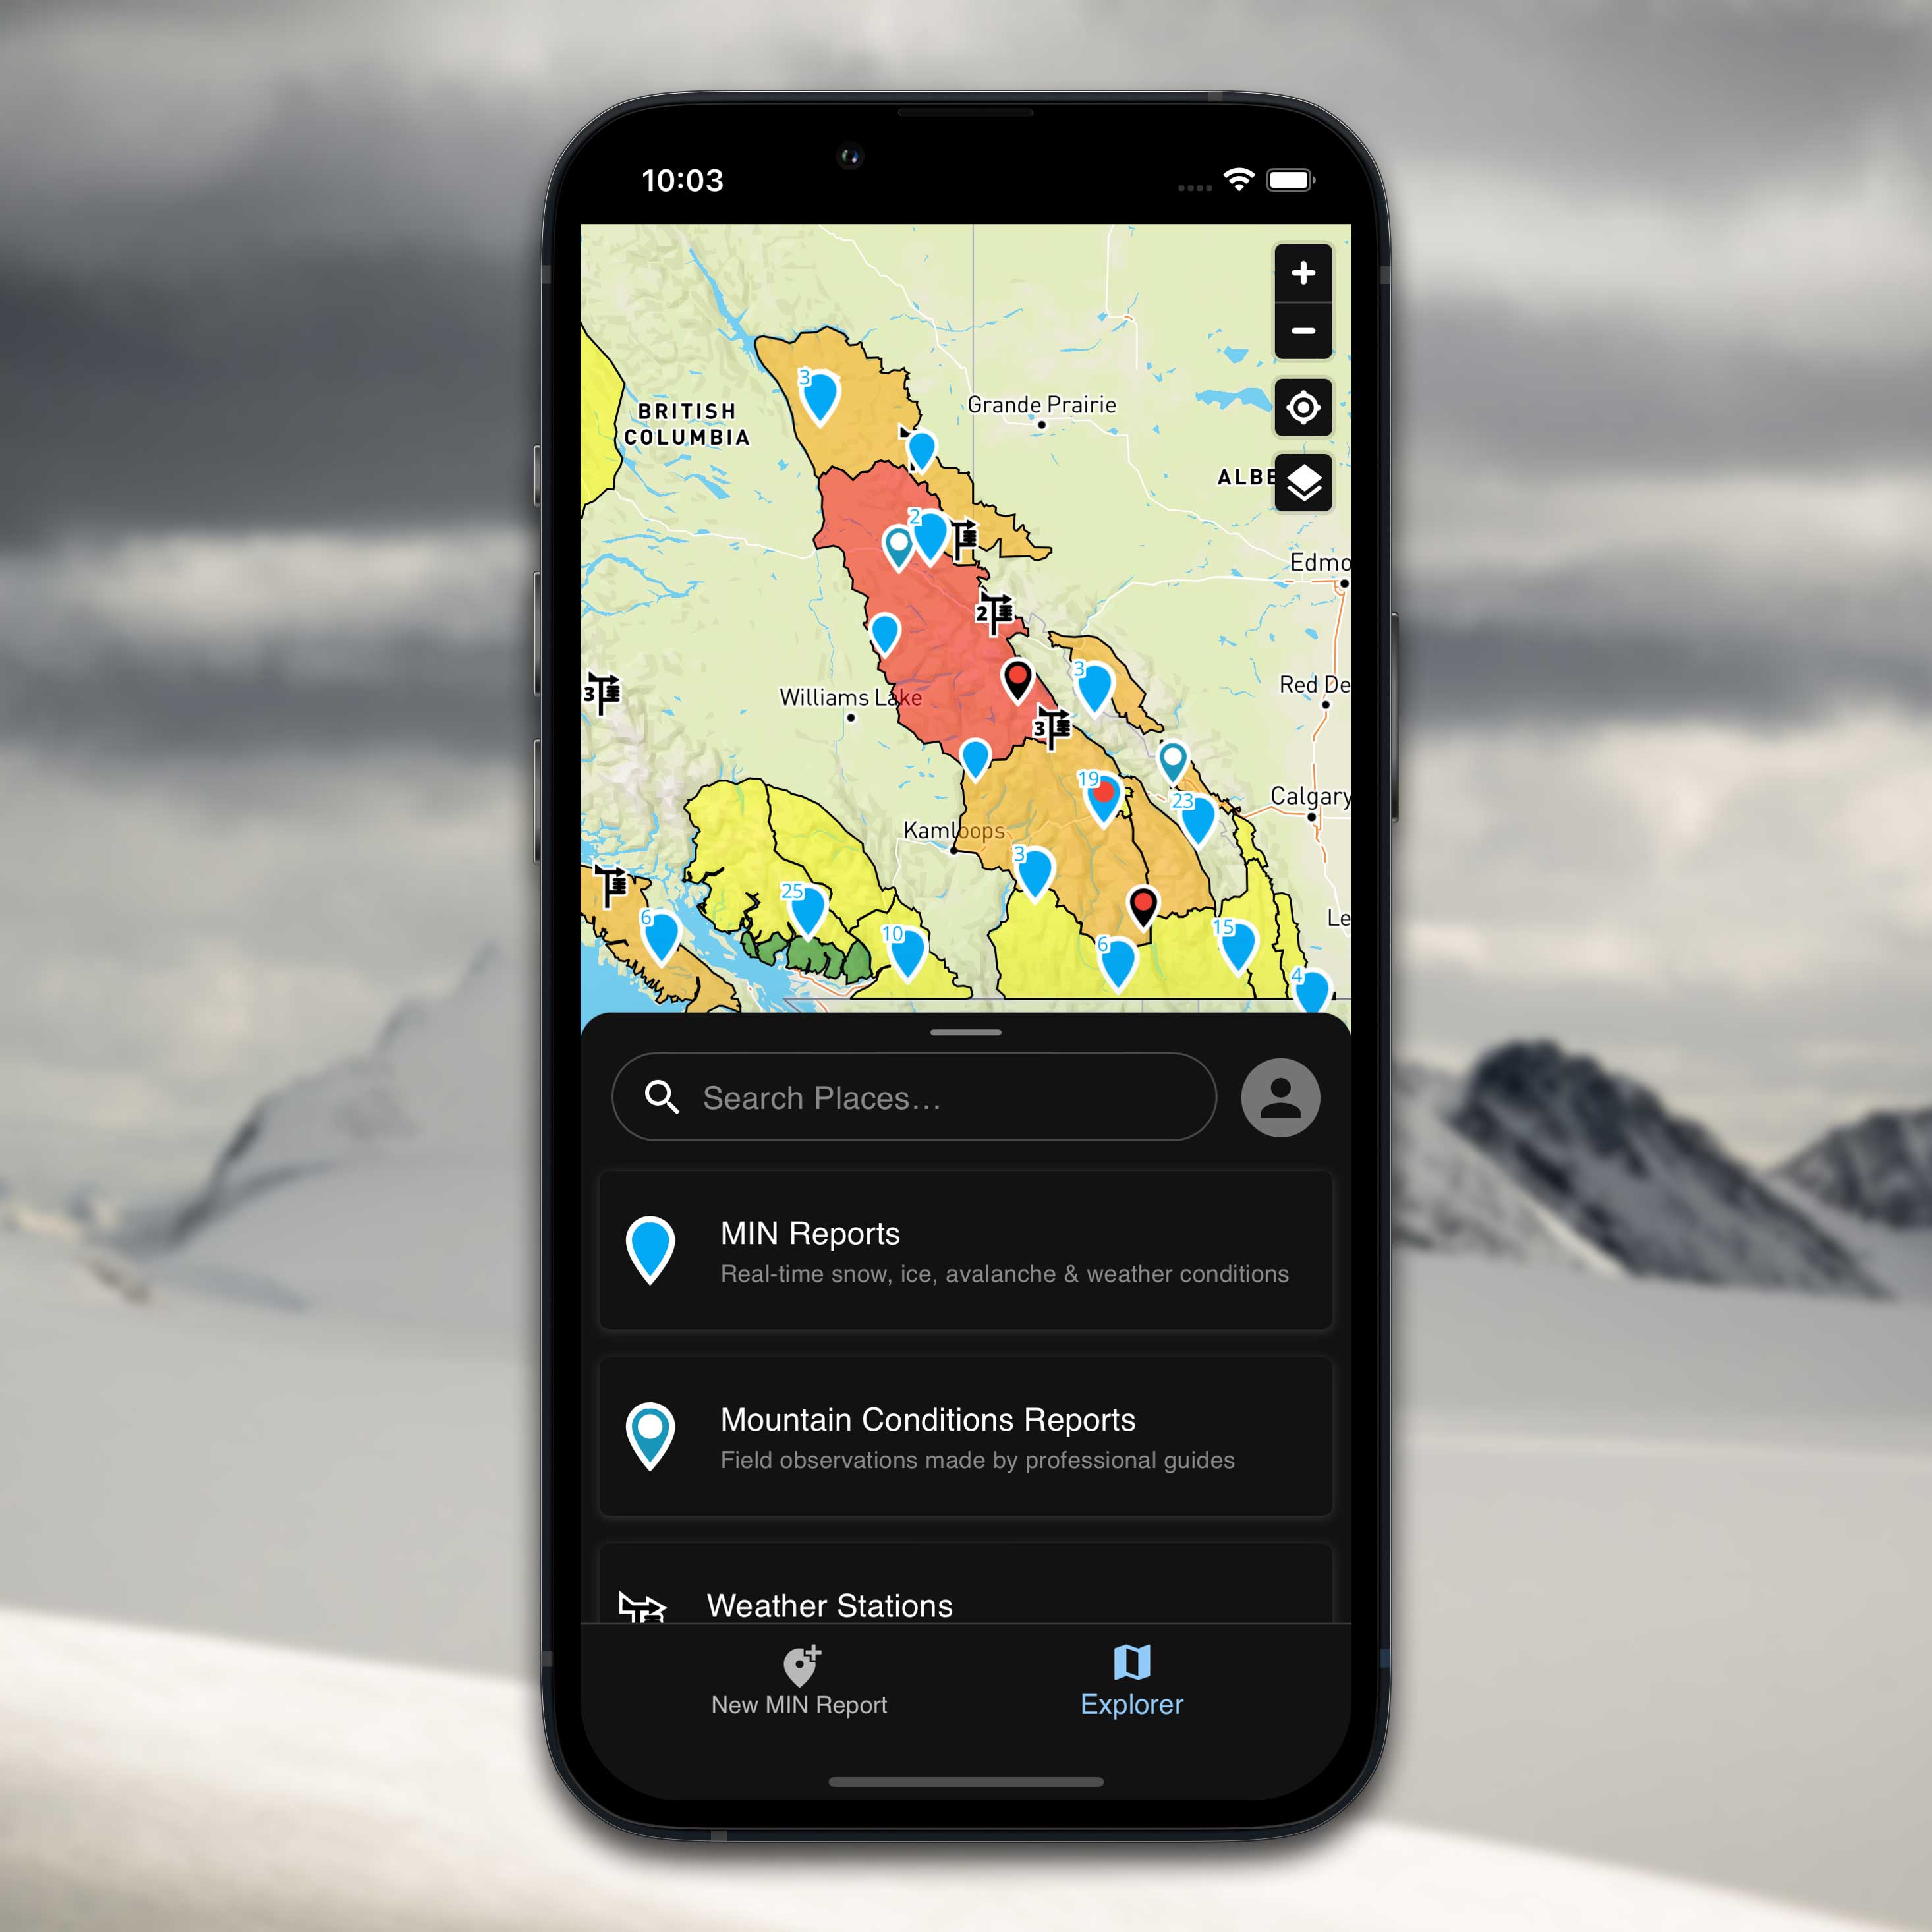 10:03
3
BRITISH
COLUMBIA
Grande Prairie
ALBE
2
Edmo
2
3
Red De
3
Williams Lake
3
19
23
Calgary
Kamloops
3
25
6
10
6
15
Le
4
Search Places...
MIN Reports
Real-time snow, ice, avalanche & weather conditions
Mountain Conditions Reports
Field observations made by professional guides
Weather Stations
New MIN Report
Explorer